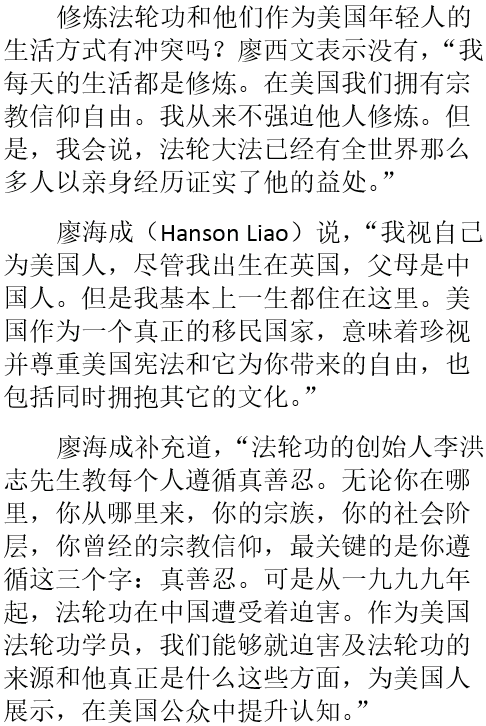 修炼法轮功和他们作为美国年轻人的
生活方式有冲突吗？廖西文表示没有，“我
每天的生活都是修炼。在美国我们拥有宗
教信仰自由。我从来不强迫他人修炼。但
是，我会说，法轮大法已经有全世界那么
多人以亲身经历证实了他的益处。”
廖海成（Hanson Liao）说，“我视自己
为美国人，尽管我出生在英国，父母是中
国人。但是我基本上一生都住在这里。美
国作为一个真正的移民国家，意味着珍视
并尊重美国宪法和它为你带来的自由，也
包括同时拥抱其它的文化。”
廖海成补充道，“法轮功的创始人李洪
志先生教每个人遵循真善忍。无论你在哪
里，你从哪里来，你的宗族，你的社会阶
层，你曾经的宗教信仰，最关键的是你遵
循这三个字：真善忍。可是从一九九九年
起，法轮功在中国遭受着迫害。作为美国
法轮功学员，我们能够就迫害及法轮功的
来源和他真正是什么这些方面，为美国人
展示，在美国公众中提升认知。”